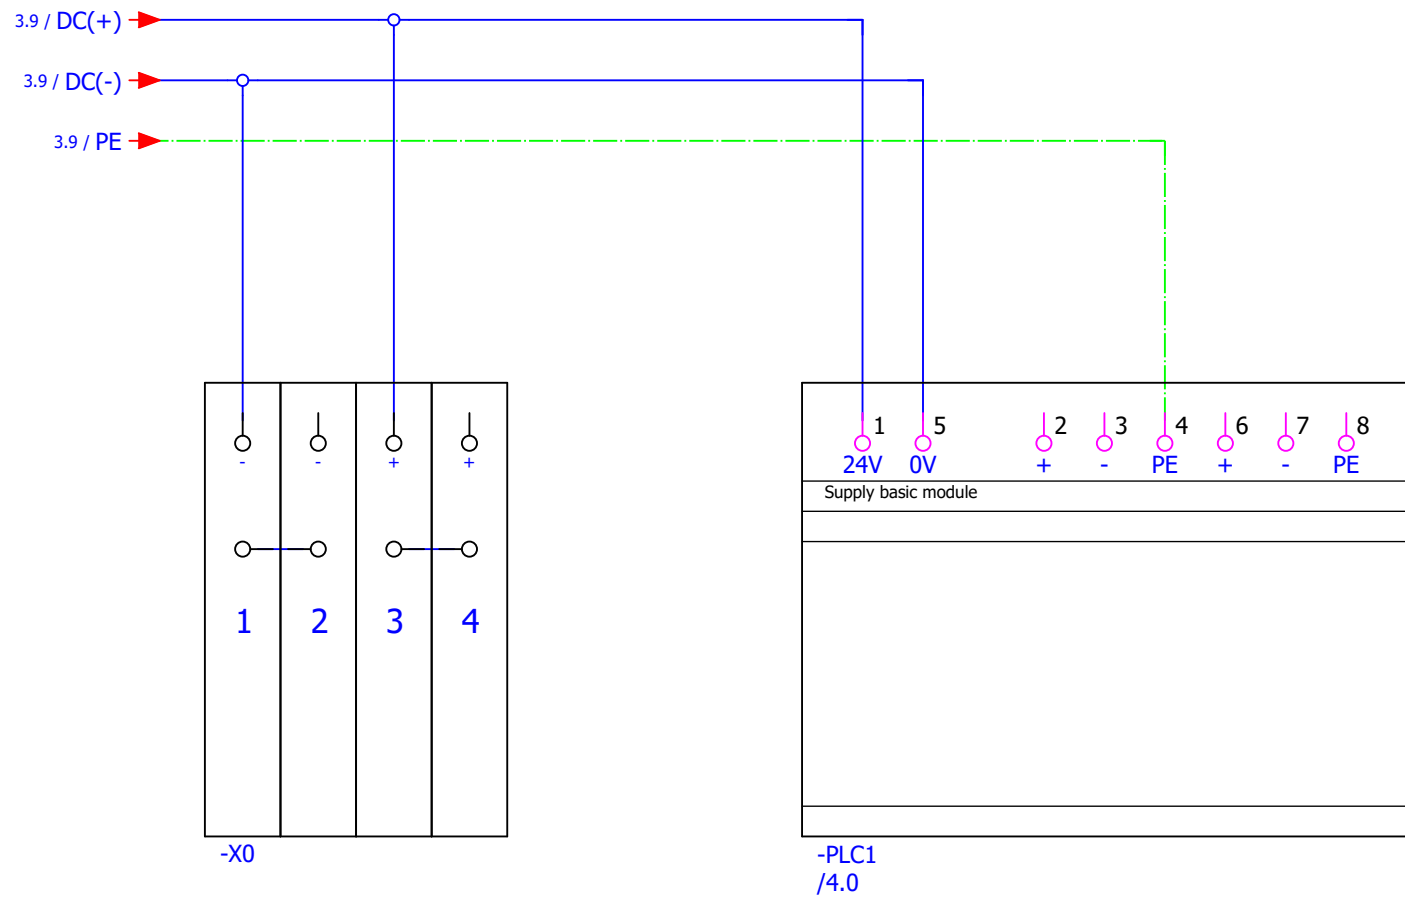 3.9 / DC(+)
3.9 / DC(-)
3.9 / PE
1 5 2 3 4 6 7 8
- - + + 24V 0V + - PE + - PE
Supply basic module
1 2 3 4
-X0 -PLC1
/4.0